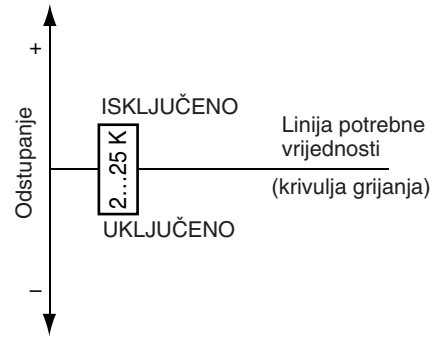 +
ISKLJUČENO
Linija potrebne
vrijednosti
Odstupanje
2...25 K
(krivulja grijanja)
UKLJUČENO
–